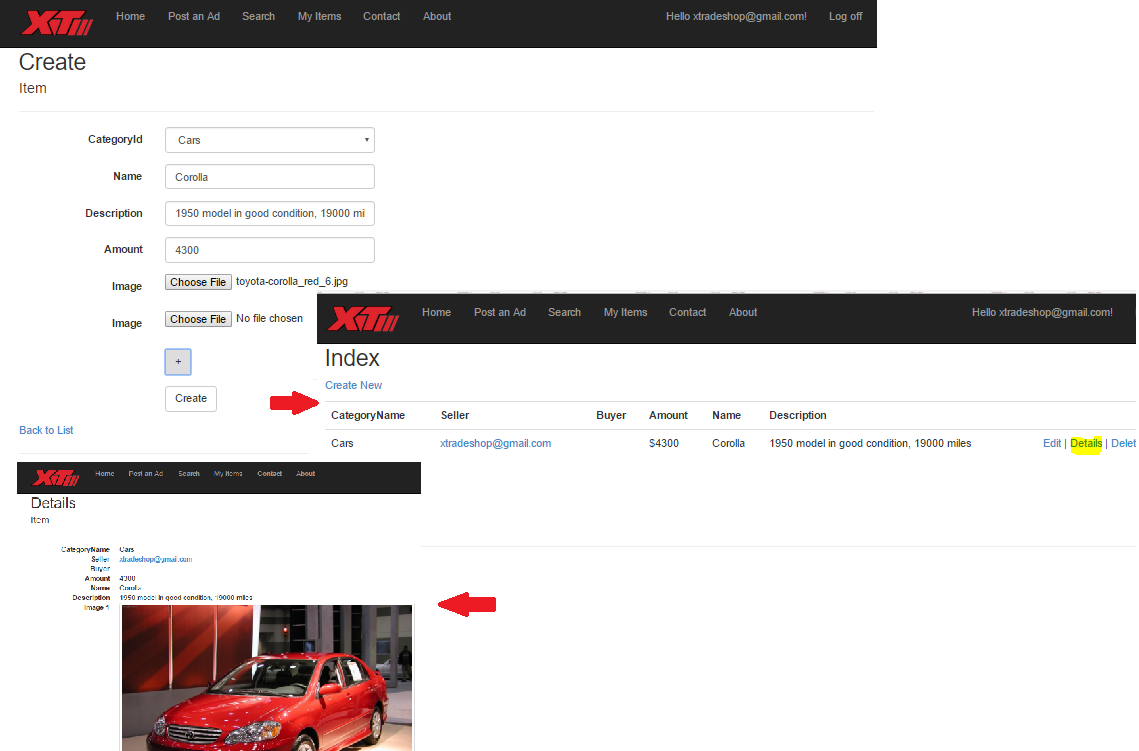 XT Home Post an Ad Search My Items Contact About Hello xtradeshop@gmail.com! Log off
Create
Item
CategoryId Cars
Name Corolla
Description 1950 model in good condition, 19000 mi
Amount 4300
Image Choose File toyota-corolla_red_6.jpg
Image Choose File No file chosen
+
Create
Back to List
XT Home Post an Ad Search My Items Contact About Hello xtradeshop@gmail.com!
Index
Create New
CategoryName Seller Buyer Amount Name Description
Cars xtradeshop@gmail.com $4300 Corolla 1950 model in good condition, 19000 miles Edit | Details | Delet
XT Home Post an Ad Search My Items Contact About
Details
Item
CategoryName Cars
Seller xtradeshop@gmail.com
Buyer
Amount 4300
Name Corolla
Description 1950 model in good condition, 19000 miles
Image 1